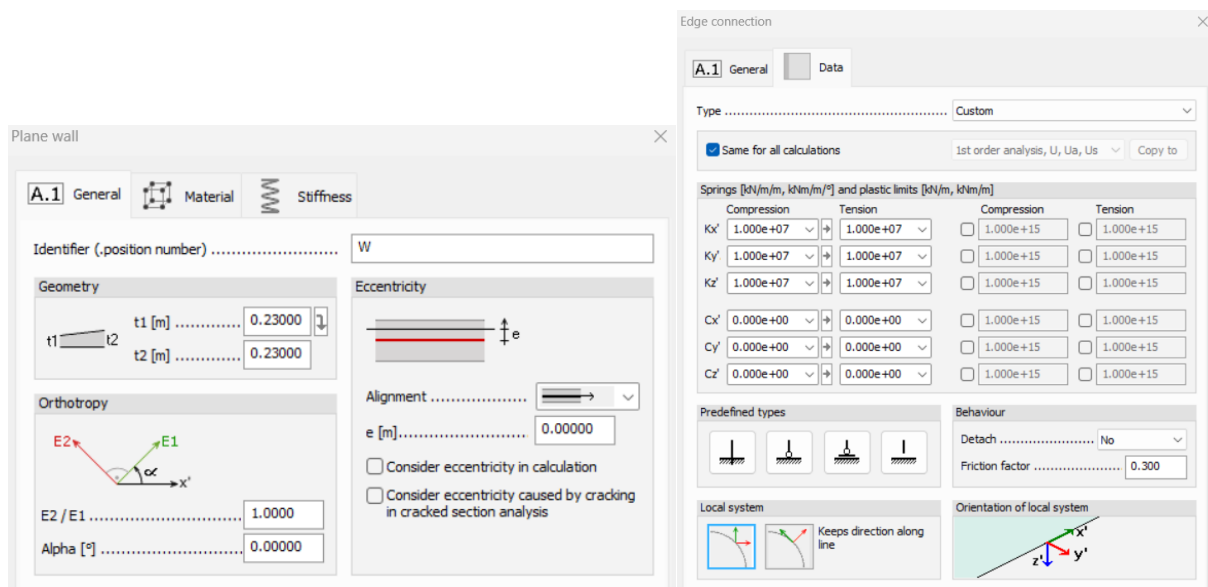 Plane wall
A.1 General Material Stiffness
Identifier (.position number) ........................ W
Geometry
t1 t2
t1 [m] ............. 0.23000
t2 [m] ............. 0.23000
Orthotropy
E2 E1
α x'
E2 / E1 ............................... 1.0000
Alpha [°] ............................. 0.00000
Eccentricity
e
Alignment ...................
e [m]......................... 0.00000
Consider eccentricity in calculation
Consider eccentricity caused by cracking
in cracked section analysis
Edge connection
A.1 General Data
Type ...................................................... Custom
Same for all calculations 1st order analysis, U, Ua, Us Copy to
Springs [kN/m/m, kNm/m/°] and plastic limits [kN/m, kNm/m]
Compression Tension Compression Tension
Kx' 1.000e+07 1.000e+07 1.000e+15 1.000e+15
Ky' 1.000e+07 1.000e+07 1.000e+15 1.000e+15
Kz' 1.000e+07 1.000e+07 1.000e+15 1.000e+15
Cx' 0.000e+00 0.000e+00 1.000e+15 1.000e+15
Cy' 0.000e+00 0.000e+00 1.000e+15 1.000e+15
Cz' 0.000e+00 0.000e+00 1.000e+15 1.000e+15
Predefined types
Behaviour
Detach ....................... No
Friction factor ..................... 0.300
Local system
Keeps direction along
line
Orientation of local system
x'
y'
z'